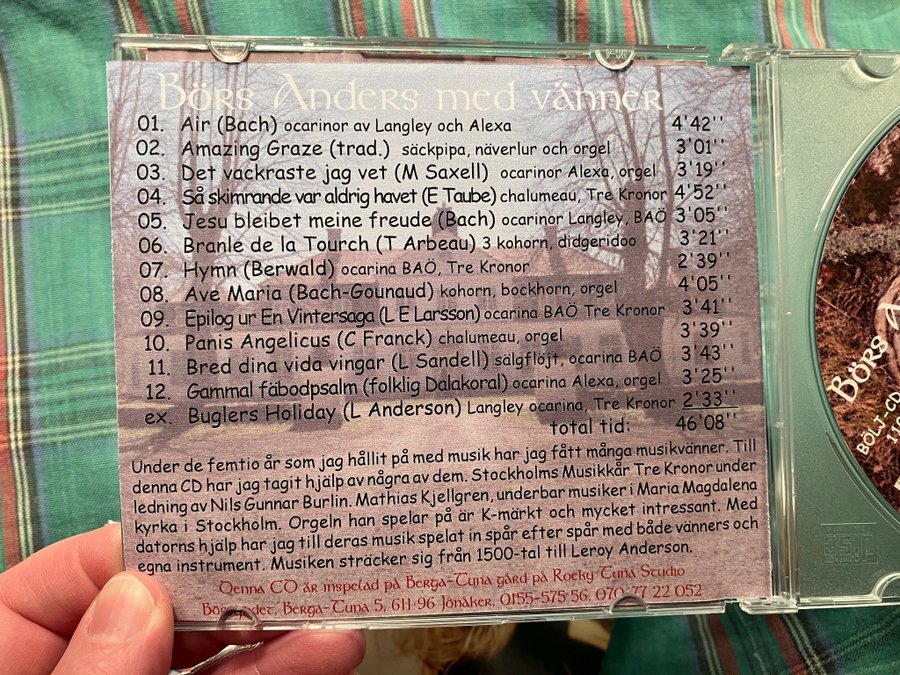 Börs Anders med vänner
01. Air (Bach) ocarinor av Langley och Alexa 4'42''
02. Amazing Graze (trad.) säckpipa, näverlur och orgel 3'01''
03. Det vackraste jag vet (M Saxell) ocarinor Alexa, orgel 3'19''
04. Så skimrande var aldrig havet (E Taube) chalumeau, Tre Kronor 4'52''
05. Jesu bleibet meine freude (Bach) ocarinor Langley, BAÖ 3'05''
06. Branle de la Tourch (T Arbeau) 3 kohorn, didgeridoo 3'21''
07. Hymn (Berwald) ocarina BAÖ, Tre Kronor 2'39''
08. Ave Maria (Bach-Gounaud) kohorn, bockhorn, orgel 4'05''
09. Epilog ur En Vintersaga (L E Larsson) ocarina BAÖ Tre Kronor 3'41''
10. Panis Angelicus (C Franck) chalumeau, orgel 3'39''
11. Bred dina vida vingar (L Sandell) sälgflöjt, ocarina BAÖ 3'43''
12. Gammal fäbodpsalm (folklig Dalakoral) ocarina Alexa, orgel 3'25''
ex. Buglers Holiday (L Anderson) Langley ocarina, Tre Kronor 2'33''
total tid: 46'08''
Under de femtio år som jag hållit på med musik har jag fått många musikvänner. Till
denna CD har jag tagit hjälp av några av dem. Stockholms Musikkår Tre Kronor under
ledning av Nils Gunnar Burlin. Mathias Kjellgren, underbar musiker i Maria Magdalena
kyrka i Stockholm. Orgeln han spelar på är K-märkt och mycket intressant. Med
datorns hjälp har jag till deras musik spelat in spår efter spår med både vänners och
egna instrument. Musiken sträcker sig från 1500-tal till Leroy Anderson.
Denna CD är inspelad på Berga-Tuna gård på Rocky Tuna Studio
Berga-Tuna 5, 611 96 Jönåker, 0155-575 56, 070-77 22 052
Börs A
BÖLJ-CD